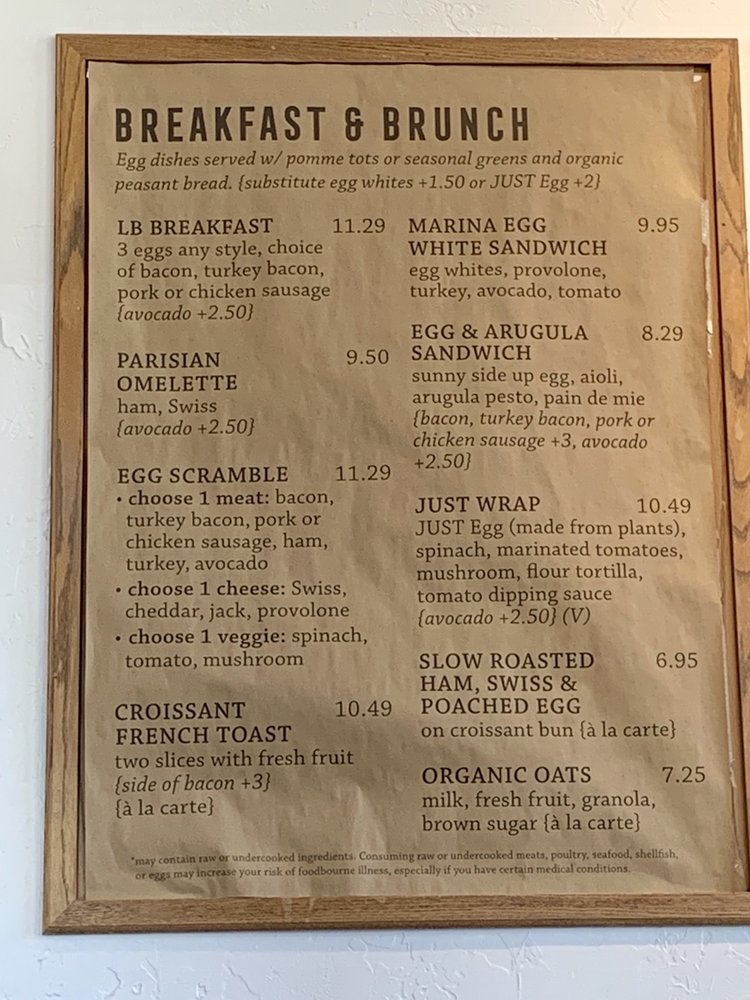 BREAKFAST & BRUNCH
Egg dishes served w/ pomme tots or seasonal greens and organic
peasant bread. {substitute egg whites +1.50 or JUST Egg +2}
LB BREAKFAST 11.29
3 eggs any style, choice
of bacon, turkey bacon,
pork or chicken sausage
{avocado +2.50}
PARISIAN 9.50
OMELETTE
ham, Swiss
{avocado +2.50}
EGG SCRAMBLE 11.29
• choose 1 meat: bacon,
turkey bacon, pork or
chicken sausage, ham,
turkey, avocado
• choose 1 cheese: Swiss,
cheddar, jack, provolone
• choose 1 veggie: spinach,
tomato, mushroom
CROISSANT 10.49
FRENCH TOAST
two slices with fresh fruit
{side of bacon +3}
{à la carte}
MARINA EGG 9.95
WHITE SANDWICH
egg whites, provolone,
turkey, avocado, tomato
EGG & ARUGULA 8.29
SANDWICH
sunny side up egg, aioli,
arugula pesto, pain de mie
{bacon, turkey bacon, pork or
chicken sausage +3, avocado
+2.50}
JUST WRAP 10.49
JUST Egg (made from plants),
spinach, marinated tomatoes,
mushroom, flour tortilla,
tomato dipping sauce
{avocado +2.50} (V)
SLOW ROASTED 6.95
HAM, SWISS &
POACHED EGG
on croissant bun {à la carte}
ORGANIC OATS 7.25
milk, fresh fruit, granola,
brown sugar {à la carte}
*may contain raw or undercooked ingredients. Consuming raw or undercooked meats, poultry, seafood, shellfish,
or eggs may increase your risk of foodbourne illness, especially if you have certain medical conditions.